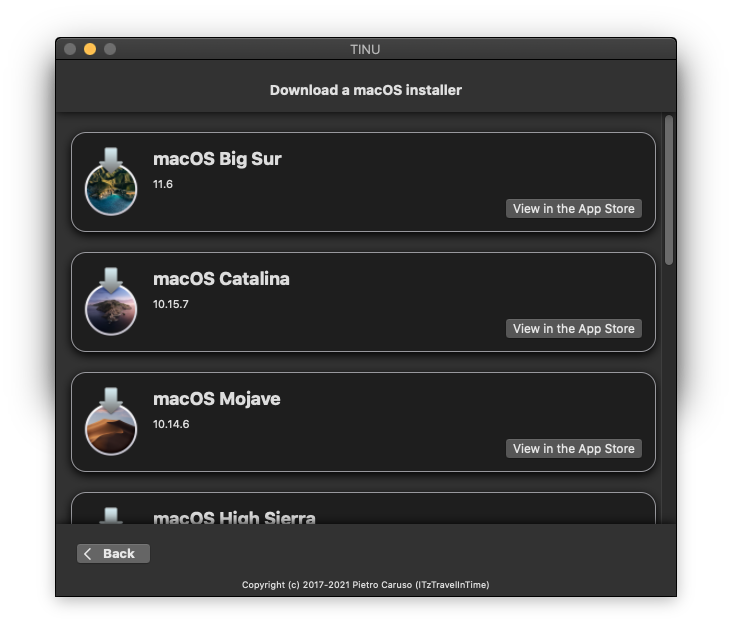 TINU
Download a macOS installer
macOS Big Sur
11.6
View in the App Store
macOS Catalina
10.15.7
View in the App Store
macOS Mojave
10.14.6
View in the App Store
macOS High Sierra
Back
Copyright (c) 2017-2021 Pietro Caruso (ITzTravelInTime)